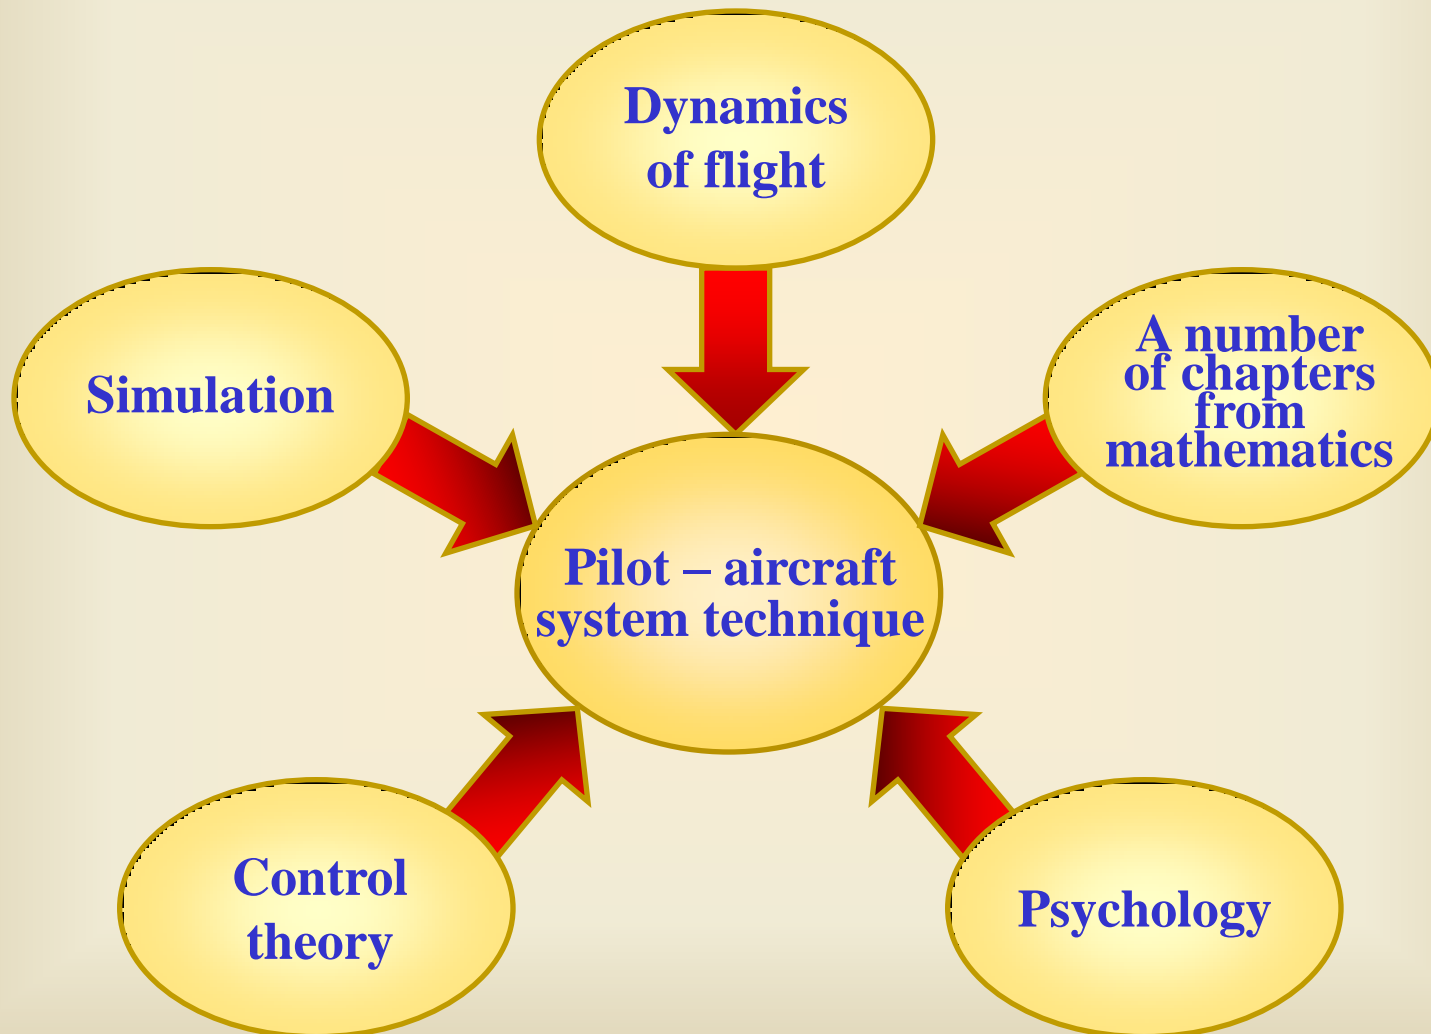 Dynamics
of flight
Simulation
A number
of chapters
from
mathematics
Pilot – aircraft
system technique
Control
theory
Psychology